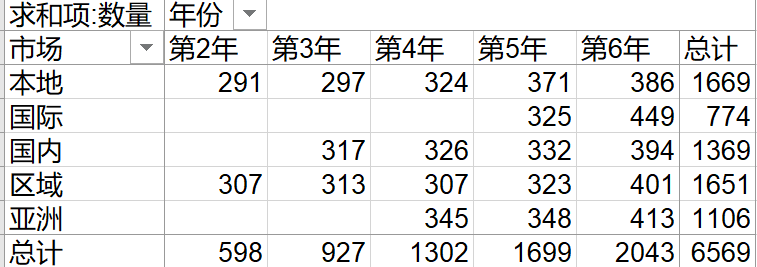 求和项:数量 年份
市场 第2年 第3年 第4年 第5年 第6年 总计
本地 291 297 324 371 386 1669
国际 325 449 774
国内 317 326 332 394 1369
区域 307 313 307 323 401 1651
亚洲 345 348 413 1106
总计 598 927 1302 1699 2043 6569